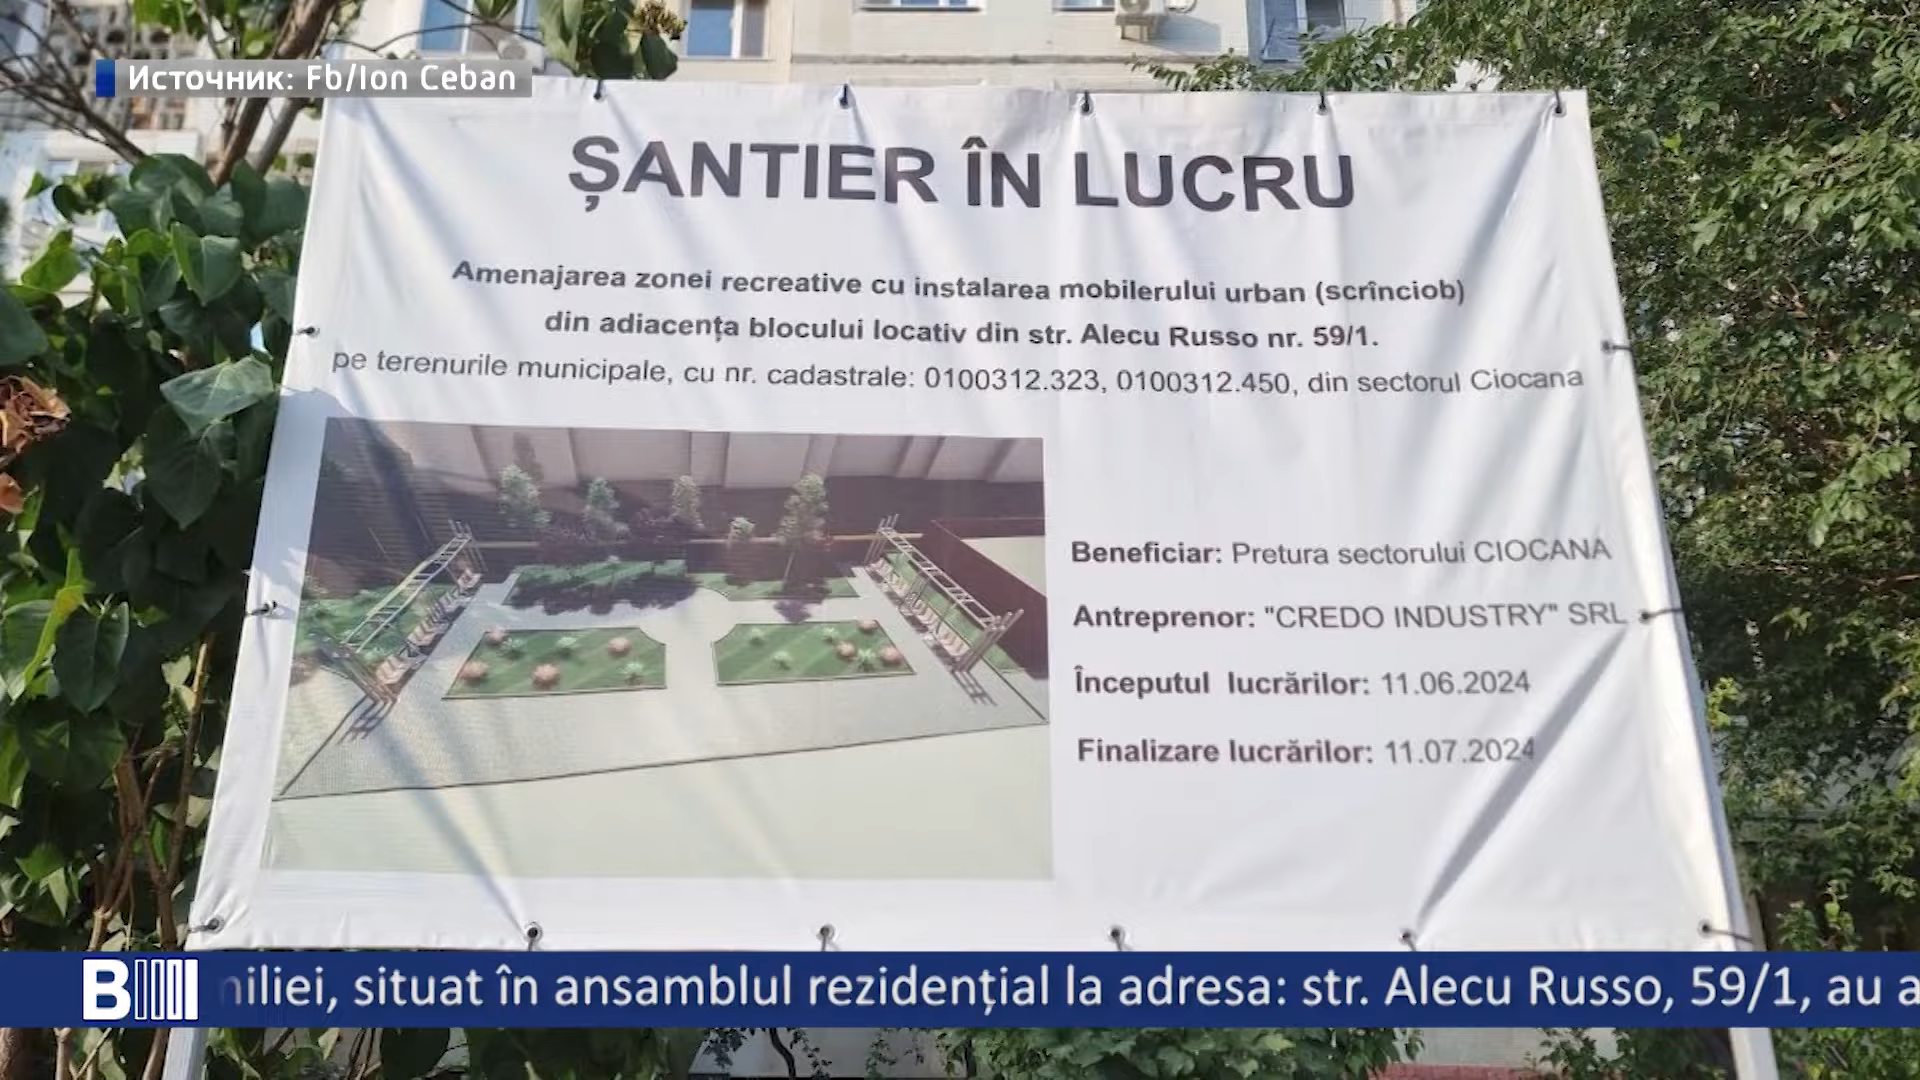 Источник: Fb/Ion Ceban
ȘANTIER ÎN LUCRU
Amenajarea zonei recreative cu instalarea mobilerului urban (scrînciob)
din adiacența blocului locativ din str. Alecu Russo nr. 59/1.
pe terenurile municipale, cu nr. cadastrale: 0100312.323, 0100312.450, din sectorul Ciocana
Beneficiar: Pretura sectorului CIOCANA
Antreprenor: "CREDO INDUSTRY" SRL
Începutul lucrărilor: 11.06.2024
Finalizare lucrărilor: 11.07.2024
B niliei, situat în ansamblul rezidențial la adresa: str. Alecu Russo, 59/1, au a